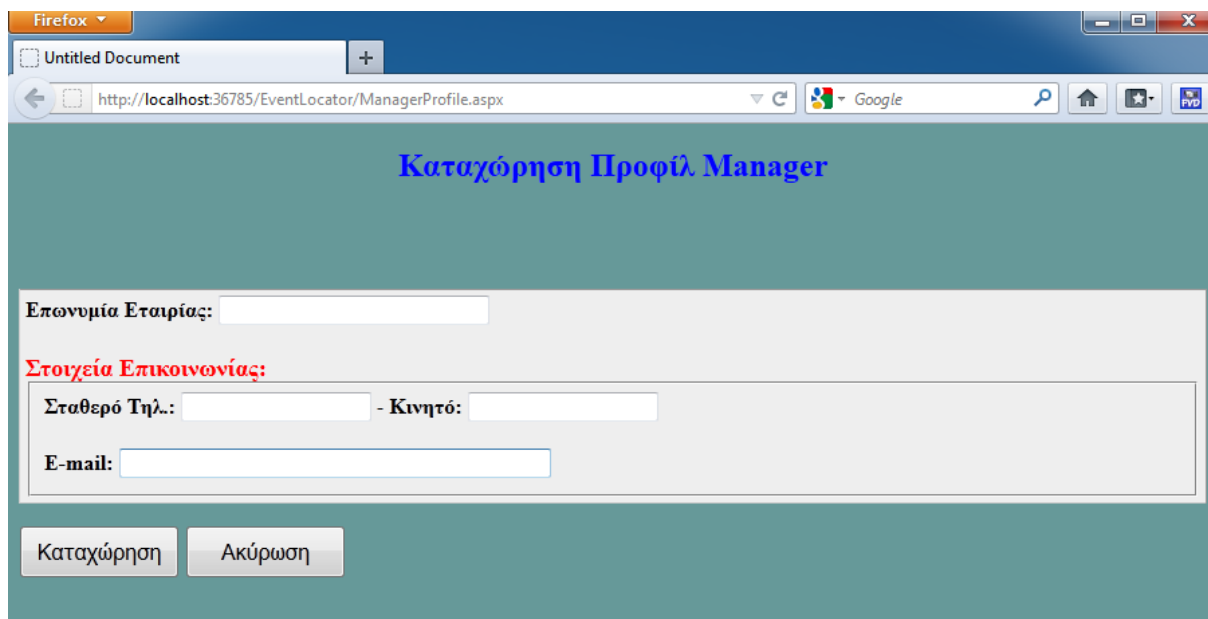 Firefox
Untitled Document
http://localhost:36785/EventLocator/ManagerProfile.aspx Google
FVD
Καταχώρηση Προφίλ Manager
Επωνυμία Εταιρίας:
Στοιχεία Επικοινωνίας:
Σταθερό Τηλ.: - Κινητό:
E-mail:
Καταχώρηση Ακύρωση